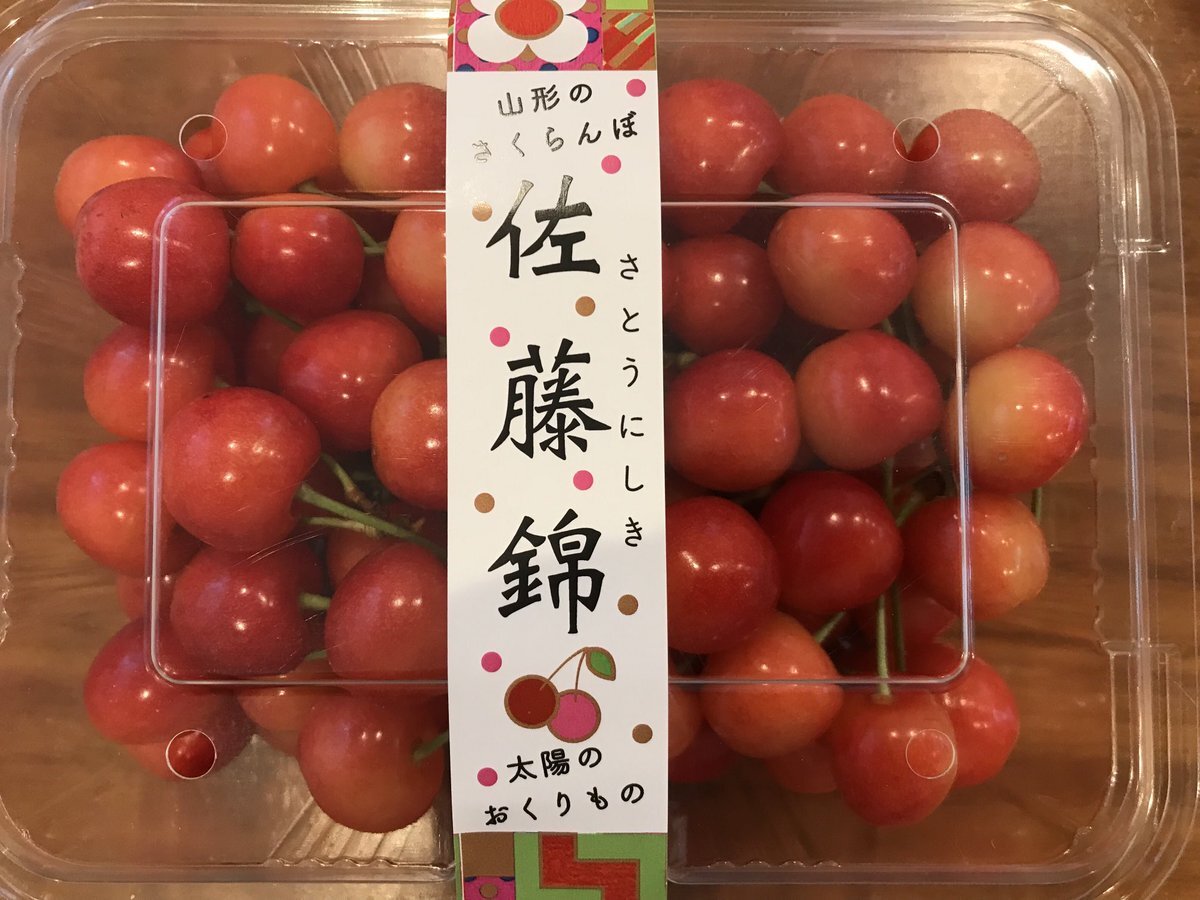 山形の
さくらんぼ
佐藤錦
さとうにしき
太陽の
おくりもの